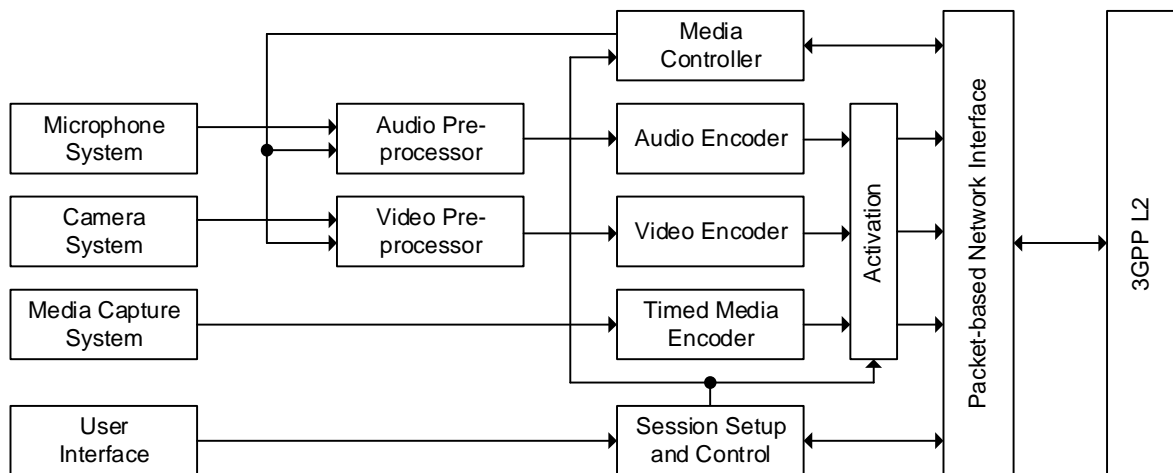 Media
Controller
Microphone
System
Audio Pre-
processor
Audio Encoder
Camera
System
Video Pre-
processor
Video Encoder
Media Capture
System
Timed Media
Encoder
User
Interface
Session Setup
and Control
Activation
Packet-based Network Interface
3GPP L2